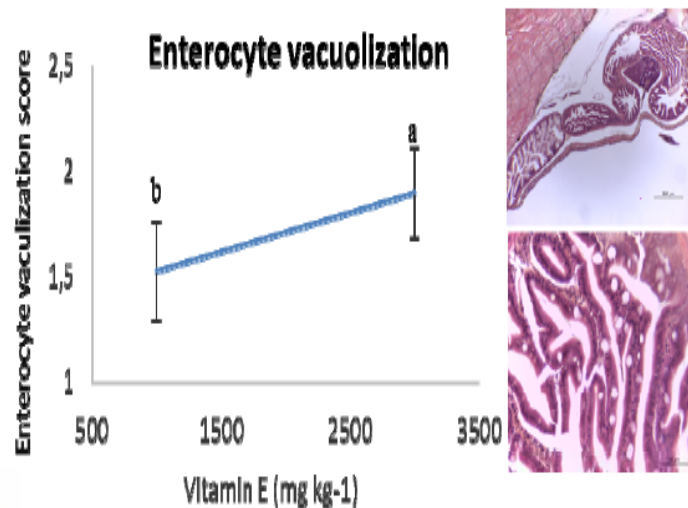 Enterocyte vacuolization
Enterocyte vaculization score
2,5
2
1,5
1
b
a
500 1500 2500 3500
Vitamin E (mg kg-1)